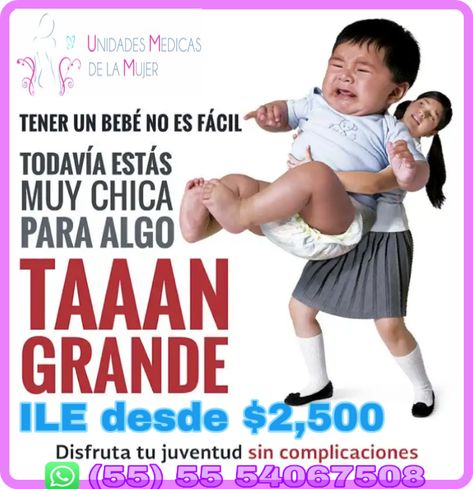 UNIDADES MEDICAS
DE LA MUJER
TENER UN BEBÉ NO ES FÁCIL
TODAVÍA ESTÁS
MUY CHICA
PARA ALGO
TAAAN
GRANDE
ILE desde $2,500
Disfruta tu juventud sin complicaciones
(55) 55 54067508